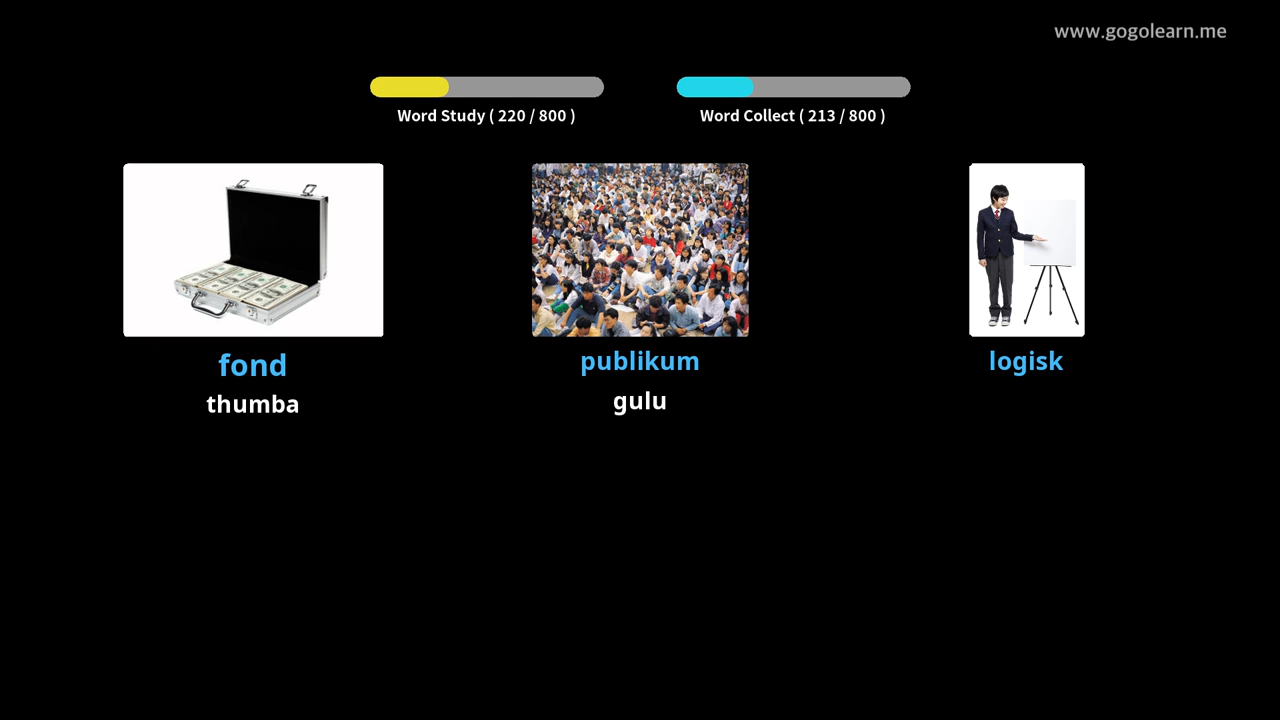 www.gogolearn.me
Word Study ( 220 / 800 )
Word Collect ( 213 / 800 )
fond
thumba
publikum
gulu
logisk